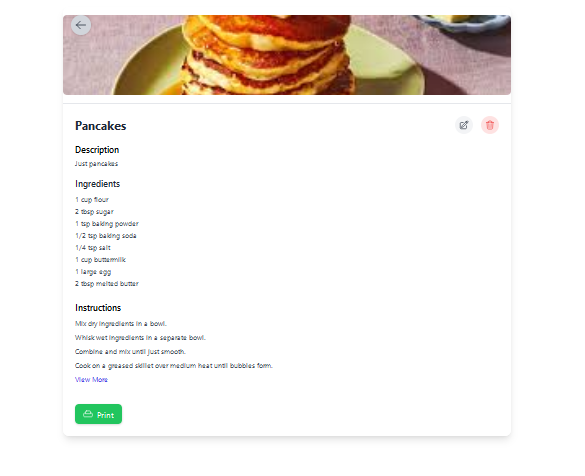 Pancakes
Description
Just pancakes
Ingredients
1 cup flour
2 tbsp sugar
1 tsp baking powder
1/2 tsp baking soda
1/4 tsp salt
1 cup buttermilk
1 large egg
2 tbsp melted butter
Instructions
Mix dry ingredients in a bowl.
Whisk wet ingredients in a separate bowl.
Combine and mix until just smooth.
Cook on a greased skillet over medium heat until bubbles form.
View More
Print